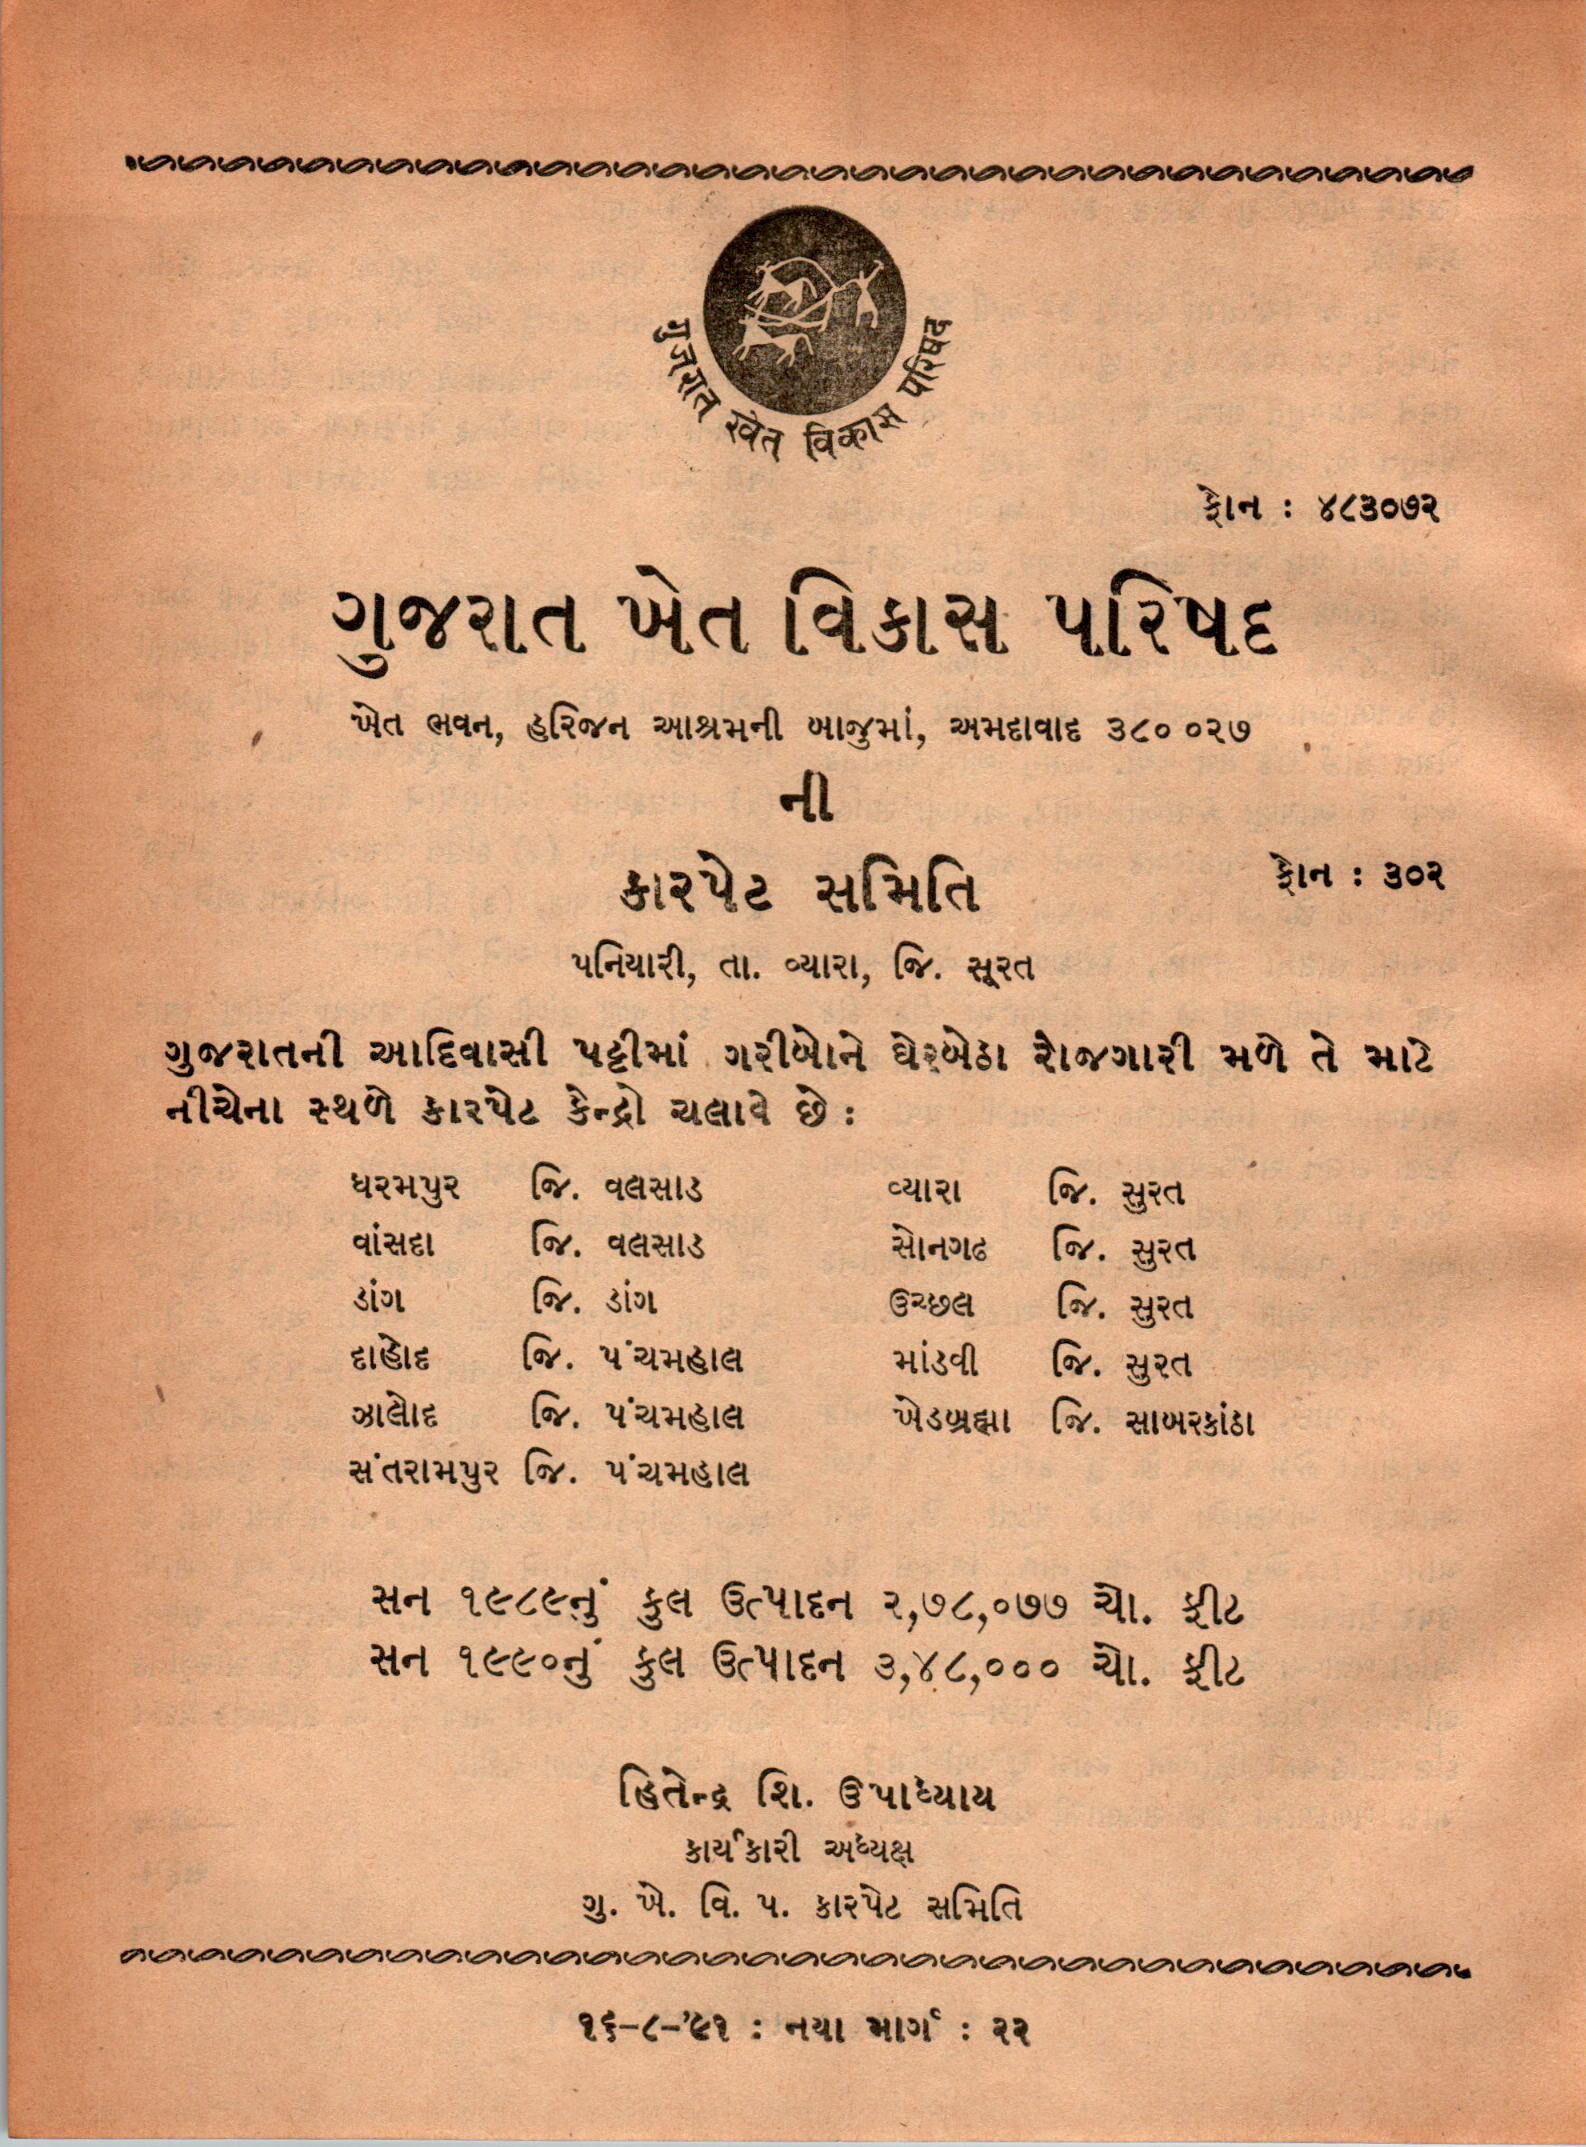 ગુજરાત ખેત વિકાસ પરિષદ
ફોન : ૪૮૩૦૭૨
ગુજરાત ખેત વિકાસ પરિષદ
ખેત ભવન, હરિજન આશ્રમની બાજુમાં, અમદાવાદ ૩૮૦ ૦૨૭
ની
કારપેટ સમિતિ
ફોન : ૩૦૨
પનિયારી, તા. વ્યારા, જિ. સૂરત
ગુજરાતની આદિવાસી પટ્ટીમાં ગરીબોને ઘેરબેઠા રોજગારી મળે તે માટે
નીચેના સ્થળે કારપેટ કેન્દ્રો ચલાવે છે :
ધરમપુર જિ. વલસાડ
વાંસદા જિ. વલસાડ
ડાંગ જિ. ડાંગ
દાહોદ જિ. પંચમહાલ
ઝાલોદ જિ. પંચમહાલ
સંતરામપુર જિ. પંચમહાલ
વ્યારા જિ. સુરત
સોનગઢ જિ. સુરત
ઉચ્છલ જિ. સુરત
માંડવી જિ. સુરત
ખેડબ્રહ્મા જિ. સાબરકાંઠા
સન ૧૯૮૯નું કુલ ઉત્પાદન ૨,૭૮,૦૭૭ ચો. ફીટ
સન ૧૯૯૦નું કુલ ઉત્પાદન ૩,૪૮,૦૦૦ ચો. ફીટ
હિતેન્દ્ર શિ. ઉપાધ્યાય
કાર્યકારી અધ્યક્ષ
ગુ. ખે. વિ. પ. કારપેટ સમિતિ
૧૬-૮-'૯૧ : નયા માર્ગ : ૨૨